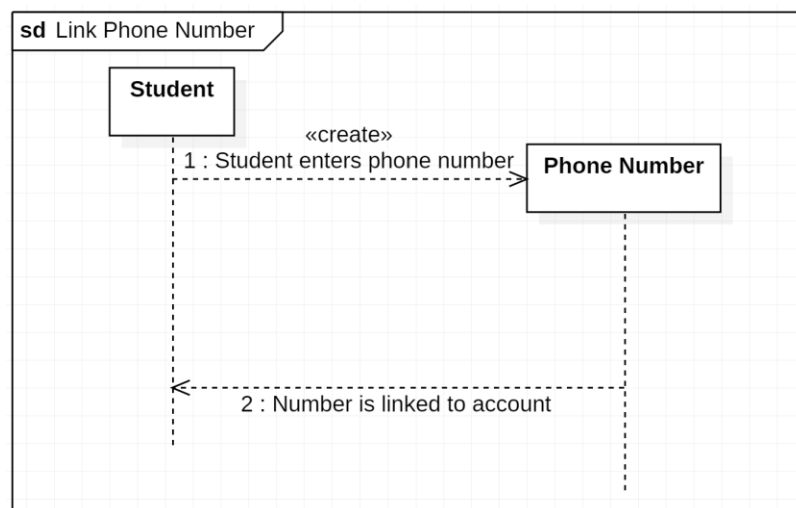 sd Link Phone Number
Student
«create»
1 : Student enters phone number
Phone Number
2 : Number is linked to account